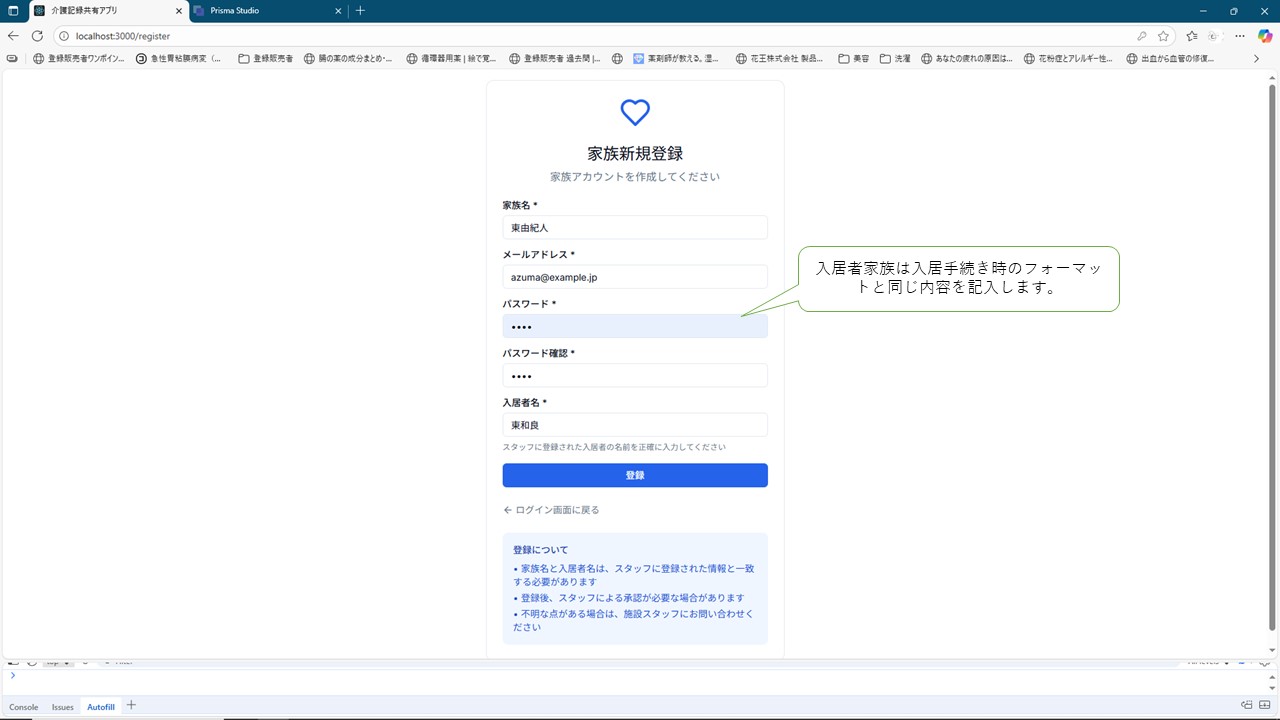 介護記録共有アプリ
Prisma Studio
localhost:3000/register
登録販売者ワンポイン...
急性胃粘膜病変（...
登録販売者
腸の薬の成分まとめ-...
循環器用薬 | 絵で覚...
登録販売者 過去問 |...
薬剤師が教える。湿...
花王株式会社 製品...
美容
洗濯
あなたの疲れの原因は...
花粉症とアレルギー性...
出血から血管の修復...
家族新規登録
家族アカウントを作成してください
家族名 *
東由紀人
メールアドレス *
azuma@example.jp
パスワード *
••••
パスワード確認 *
••••
入居者名 *
東和良
スタッフに登録された入居者の名前を正確に入力してください
登録
← ログイン画面に戻る
登録について
• 家族名と入居者名は、スタッフに登録された情報と一致
する必要があります
• 登録後、スタッフによる承認が必要な場合があります
• 不明な点がある場合は、施設スタッフにお問い合わせく
ださい
入居者家族は入居手続き時のフォーマッ
トと同じ内容を記入します。
Console
Issues
Autofill